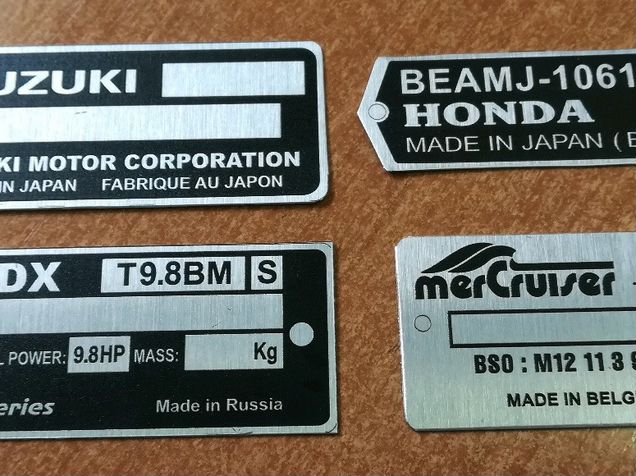 UZUKI
KI MOTOR CORPORATION
IN JAPAN FABRIQUE AU JAPON
BEAMJ-1061
HONDA
MADE IN JAPAN ( E
DX T9.8BM S
L POWER: 9.8HP MASS: Kg
eries Made in Russia
merCruiser
BSO : M12 11 3 9
MADE IN BELG